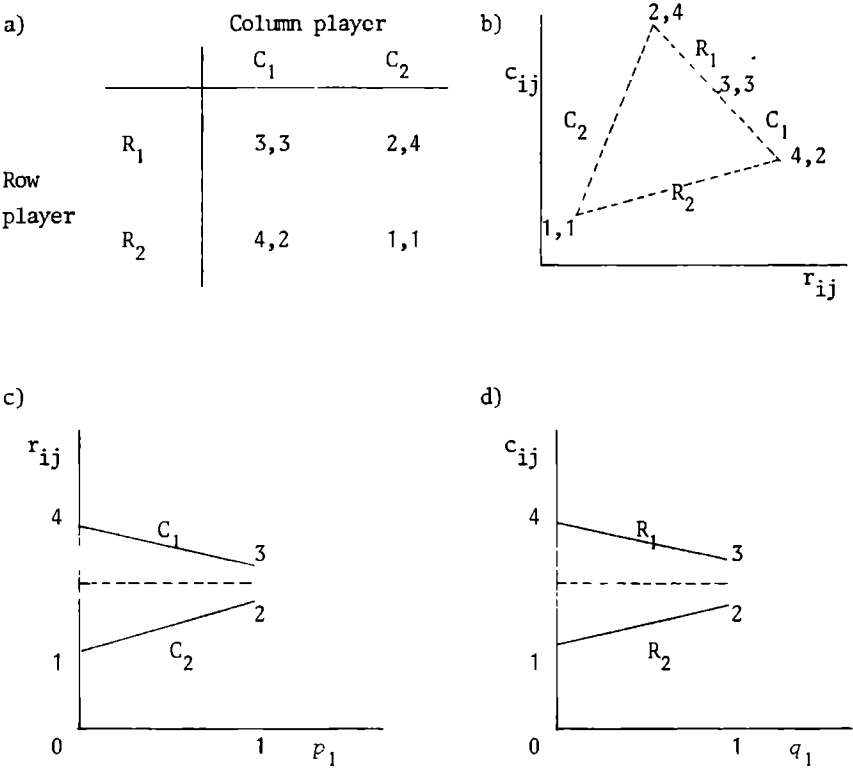 a) Column player
C1 C2
R1 3,3 2,4
Row player
R2 4,2 1,1
b) 2,4
cij R1
3,3
C2 C1
4,2
R2
1,1
rij
c)
rij
4 C1
3
2
1 C2
0 1 p1
d)
cij
4 R1
3
2
1 R2
0 1 q1